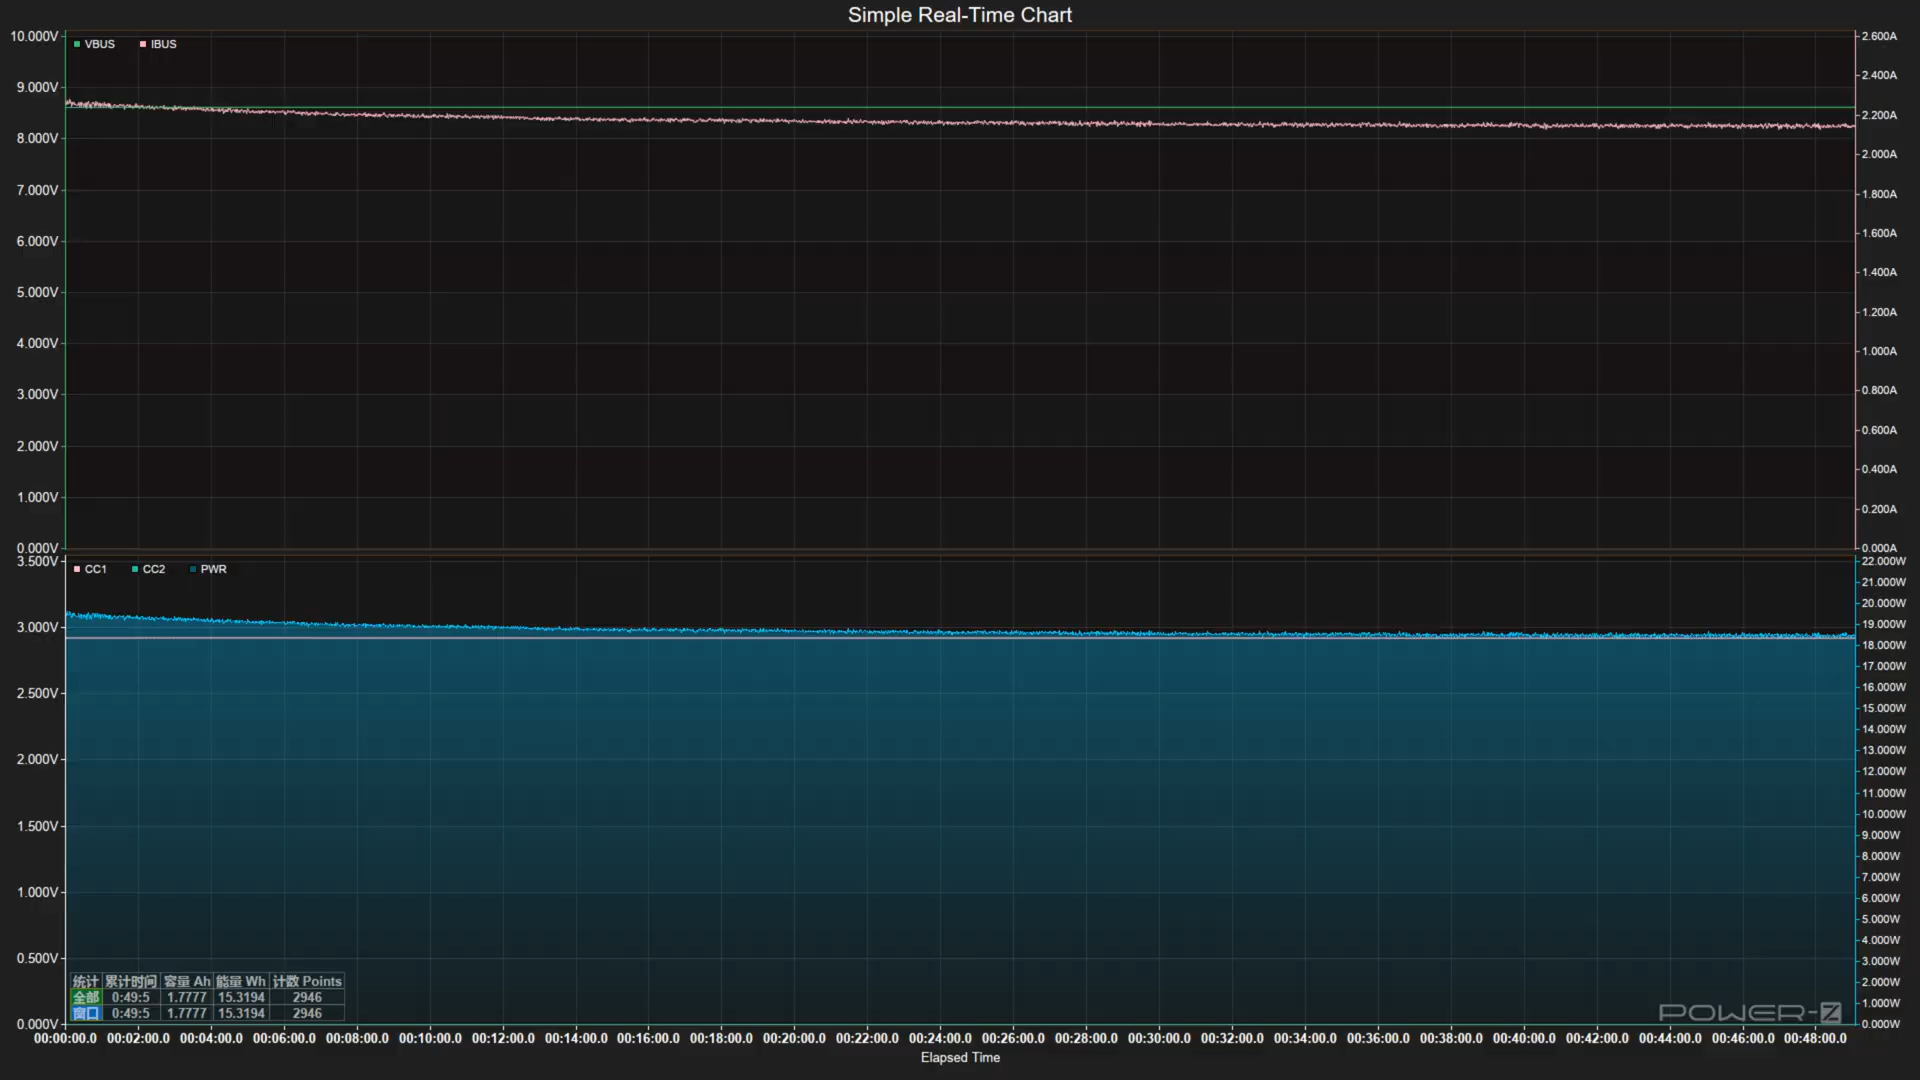 Simple Real-Time Chart
VBUS IBUS
10.000V
9.000V
8.000V
7.000V
6.000V
5.000V
4.000V
3.000V
2.000V
1.000V
0.000V
2.600A
2.400A
2.200A
2.000A
1.800A
1.600A
1.400A
1.200A
1.000A
0.800A
0.600A
0.400A
0.200A
0.000A
CC1 CC2 PWR
3.500V
3.000V
2.500V
2.000V
1.500V
1.000V
0.500V
0.000V
22.000W
21.000W
20.000W
19.000W
18.000W
17.000W
16.000W
15.000W
14.000W
13.000W
12.000W
11.000W
10.000W
9.000W
8.000W
7.000W
6.000W
5.000W
4.000W
3.000W
2.000W
1.000W
0.000W
统计 累计时间 容量 Ah 能量 Wh 计数 Points
全部 0:49:5 1.7777 15.3194 2946
窗口 0:49:5 1.7777 15.3194 2946
POWER-Z
00:00:00.0 00:02:00.0 00:04:00.0 00:06:00.0 00:08:00.0 00:10:00.0 00:12:00.0 00:14:00.0 00:16:00.0 00:18:00.0 00:20:00.0 00:22:00.0 00:24:00.0 00:26:00.0 00:28:00.0 00:30:00.0 00:32:00.0 00:34:00.0 00:36:00.0 00:38:00.0 00:40:00.0 00:42:00.0 00:44:00.0 00:46:00.0 00:48:00.0
Elapsed Time